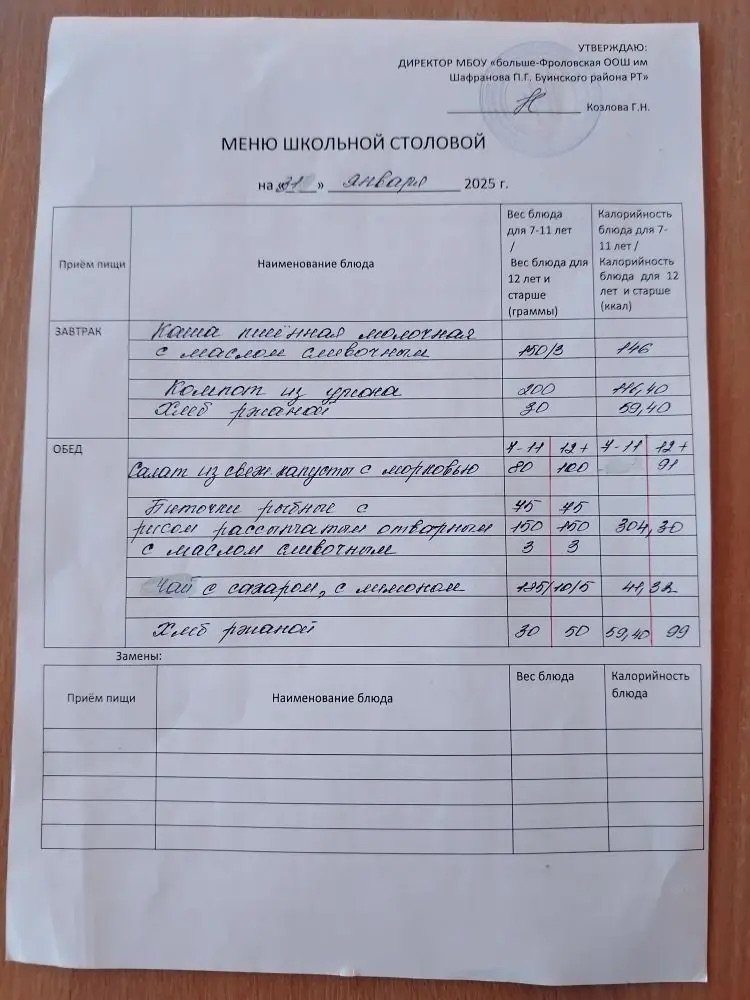 УТВЕРЖДАЮ:
ДИРЕКТОР МБОУ «больше-Фроловская ООШ им
Шафранова П.Г. Буинского района РТ»
Козлова Г.Н.
МЕНЮ ШКОЛЬНОЙ СТОЛОВОЙ
на «31» января 2025 г.
Приём пищи
Наименование блюда
Вес блюда
для 7-11 лет
/
Вес блюда для
12 лет и
старше
(граммы)
Калорийность
блюда для 7-
11 лет /
Калорийность
блюда для 12
лет и старше
(ккал)
ЗАВТРАК Каша пшённая молочная
с маслом сливочным 150/3 146
Компот из урюка 200 116,40
Хлеб ржаной 30 59,40
ОБЕД 7-11 12+ 7-11 12+
Салат из свеж. капусты с морковью 80 100 91
Биточки рыбные с 75 75
рисом рассыпчатым отварным 150 150 304,30
с маслом сливочным 3 3
Чай с сахаром, с лимоном 185/10/5 41,32
Хлеб ржаной 30 50 59,40 99
Замены:
Приём пищи
Наименование блюда
Вес блюда
Калорийность
блюда